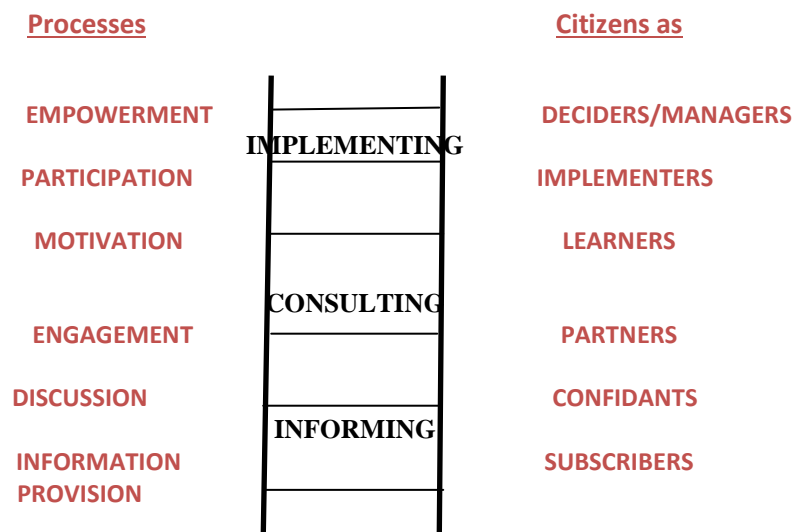 Processes
Citizens as
EMPOWERMENT
DECIDERS/MANAGERS
IMPLEMENTING
PARTICIPATION
IMPLEMENTERS
MOTIVATION
LEARNERS
CONSULTING
ENGAGEMENT
PARTNERS
DISCUSSION
CONFIDANTS
INFORMING
INFORMATION
PROVISION
SUBSCRIBERS